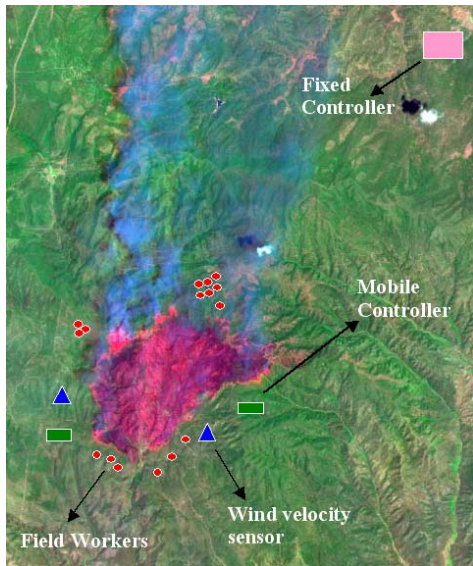 Fixed
Controller
Mobile
Controller
Wind velocity
sensor
Field Workers